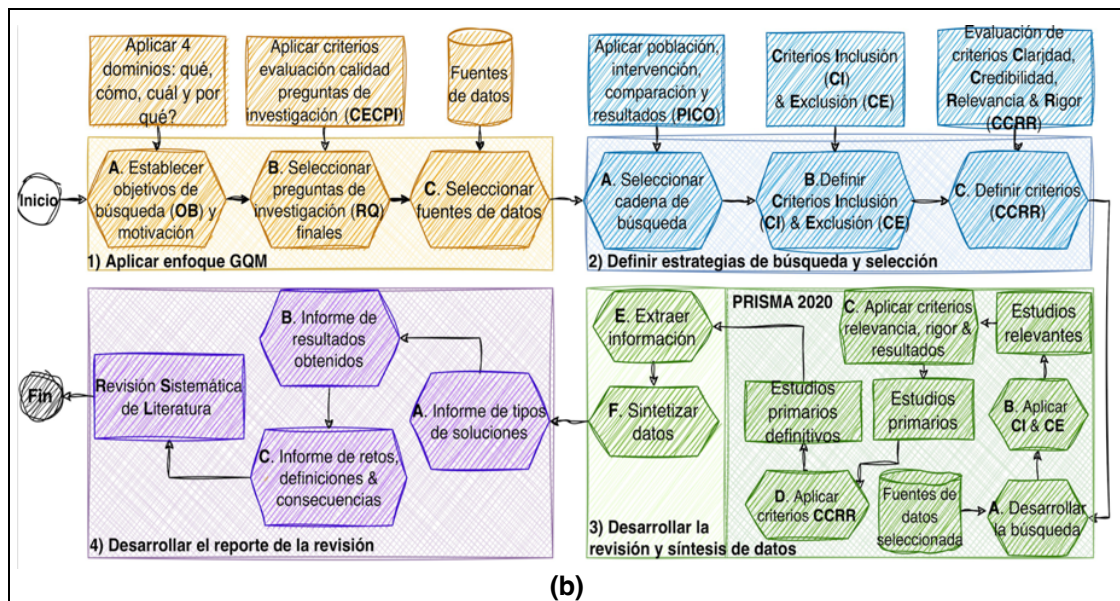 Aplicar 4
dominios: qué,
cómo, cuál y por
qué?
Aplicar criterios
evaluación calidad
preguntas de
investigación (CECPI)
Fuentes
de datos
Inicio
A. Establecer
objetivos de
búsqueda (OB) y
motivación
B. Seleccionar
preguntas de
investigación (RQ)
finales
C. Seleccionar
fuentes de datos
1) Aplicar enfoque GQM
Aplicar población,
intervención,
comparación y
resultados (PICO)
Criterios Inclusión
(CI)
& Exclusión (CE)
Evaluación de
criterios Claridad,
Credibilidad,
Relevancia & Rigor
(CCRR)
A. Seleccionar
cadena de
búsqueda
B.Definir
Criterios Inclusión
(CI) & Exclusión (CE)
C. Definir criterios
(CCRR)
2) Definir estrategias de búsqueda y selección
PRISMA 2020
A. Desarrollar
la búsqueda
Fuentes de
datos
seleccionada
B. Aplicar
CI & CE
Estudios
relevantes
C. Aplicar criterios
relevancia, rigor &
resultados
Estudios
primarios
D. Aplicar
criterios CCRR
Estudios
primarios
definitivos
E. Extraer
información
F. Sintetizar
datos
3) Desarrollar la
revisión y síntesis de datos
A. Informe de tipos
de soluciones
B. Informe de
resultados
obtenidos
C. Informe de retos,
definiciones &
consecuencias
Revisión Sistemática
de Literatura
Fin
4) Desarrollar el reporte de la revisión
(b)